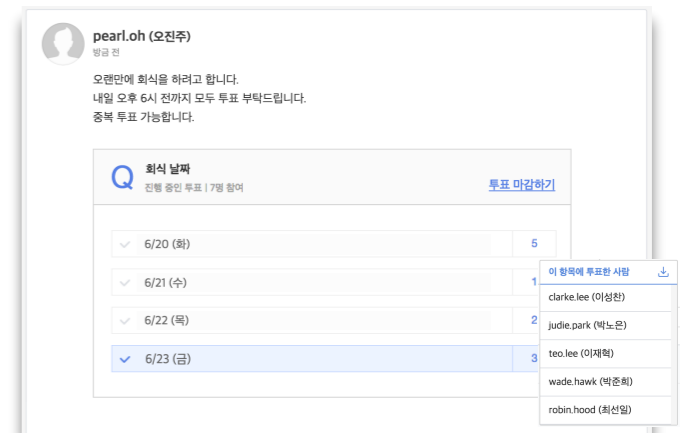 pearl.oh (오진주)
방금 전
오랜만에 회식을 하려고 합니다.
내일 오후 6시 전까지 모두 투표 부탁드립니다.
중복 투표 가능합니다.
Q
회식 날짜
진행 중인 투표 | 7명 참여
투표 마감하기
6/20 (화) 5
6/21 (수) 1
6/22 (목) 2
6/23 (금) 3
이 항목에 투표한 사람
clarke.lee (이성찬)
judie.park (박노은)
teo.lee (이재혁)
wade.hawk (박준희)
robin.hood (최선일)